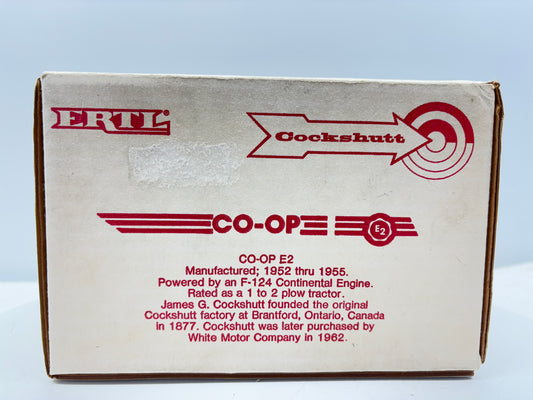 ERTL®
Cockshutt
CO-OP E2
CO-OP E2
Manufactured; 1952 thru 1955.
Powered by an F-124 Continental Engine.
Rated as a 1 to 2 plow tractor.
James G. Cockshutt founded the original
Cockshutt factory at Brantford, Ontario, Canada
in 1877. Cockshutt was later purchased by
White Motor Company in 1962.